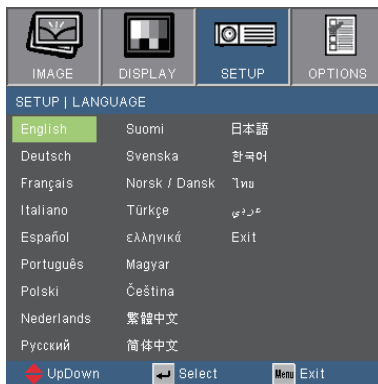 IMAGE DISPLAY SETUP OPTIONS
SETUP | LANGUAGE
English Suomi 日本語
Deutsch Svenska 한국어
Français Norsk / Dansk ไทย
Italiano Türkçe عربي
Español ελληνικά Exit
Português Magyar
Polski Čeština
Nederlands 繁體中文
Русский 简体中文
UpDown Select Menu Exit